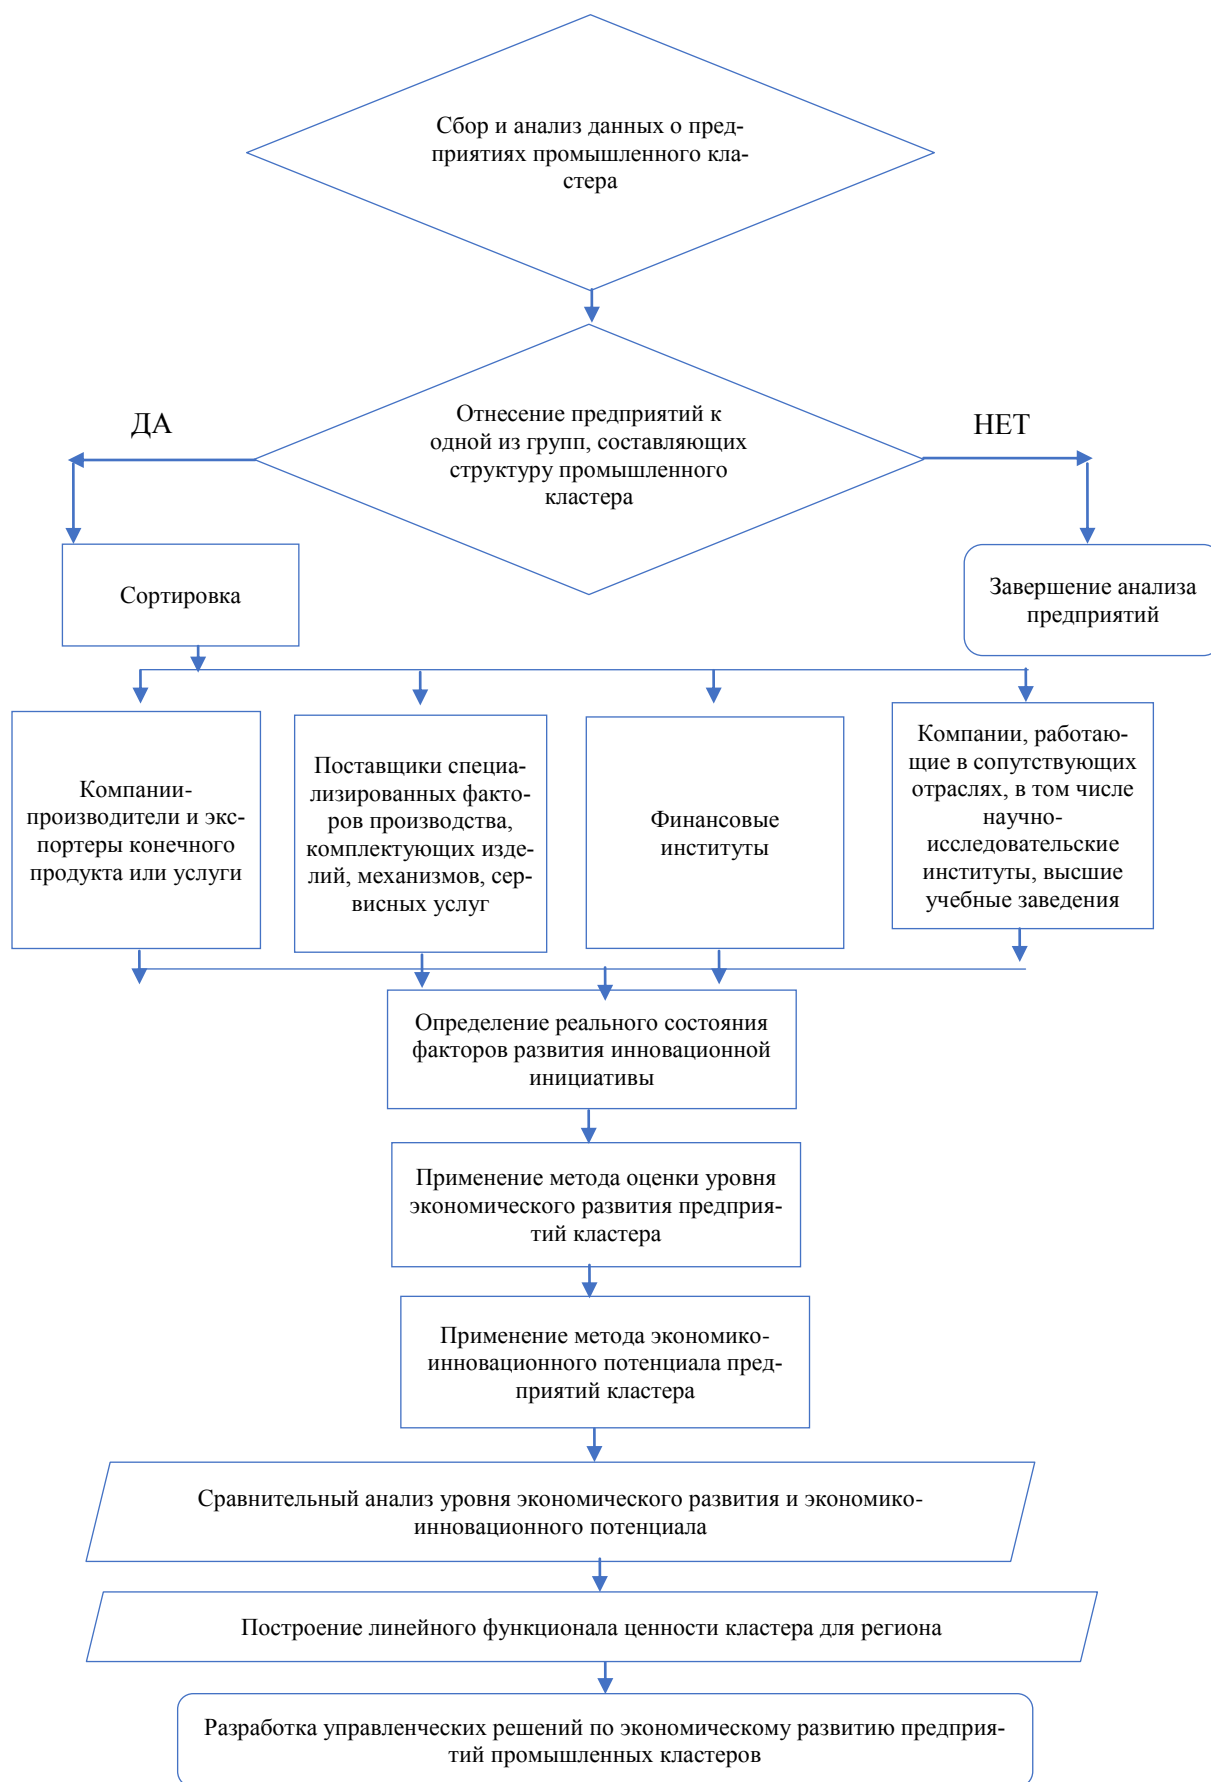 Сбор и анализ данных о пред-
приятиях промышленного кла-
стера
ДА
НЕТ
Отнесение предприятий к
одной из групп, составляющих
структуру промышленного
кластера
Сортировка
Завершение анализа
предприятий
Компании-
производители и экс-
портеры конечного
продукта или услуги
Поставщики специа-
лизированных факто-
ров производства,
комплектующих изде-
лий, механизмов, сер-
висных услуг
Финансовые
институты
Компании, работаю-
щие в сопутствующих
отраслях, в том числе
научно-
исследовательские
институты, высшие
учебные заведения
Определение реального состояния
факторов развития инновационной
инициативы
Применение метода оценки уровня
экономического развития предприя-
тий кластера
Применение метода экономико-
инновационного потенциала пред-
приятий кластера
Сравнительный анализ уровня экономического развития и экономико-
инновационного потенциала
Построение линейного функционала ценности кластера для региона
Разработка управленческих решений по экономическому развитию предприя-
тий промышленных кластеров